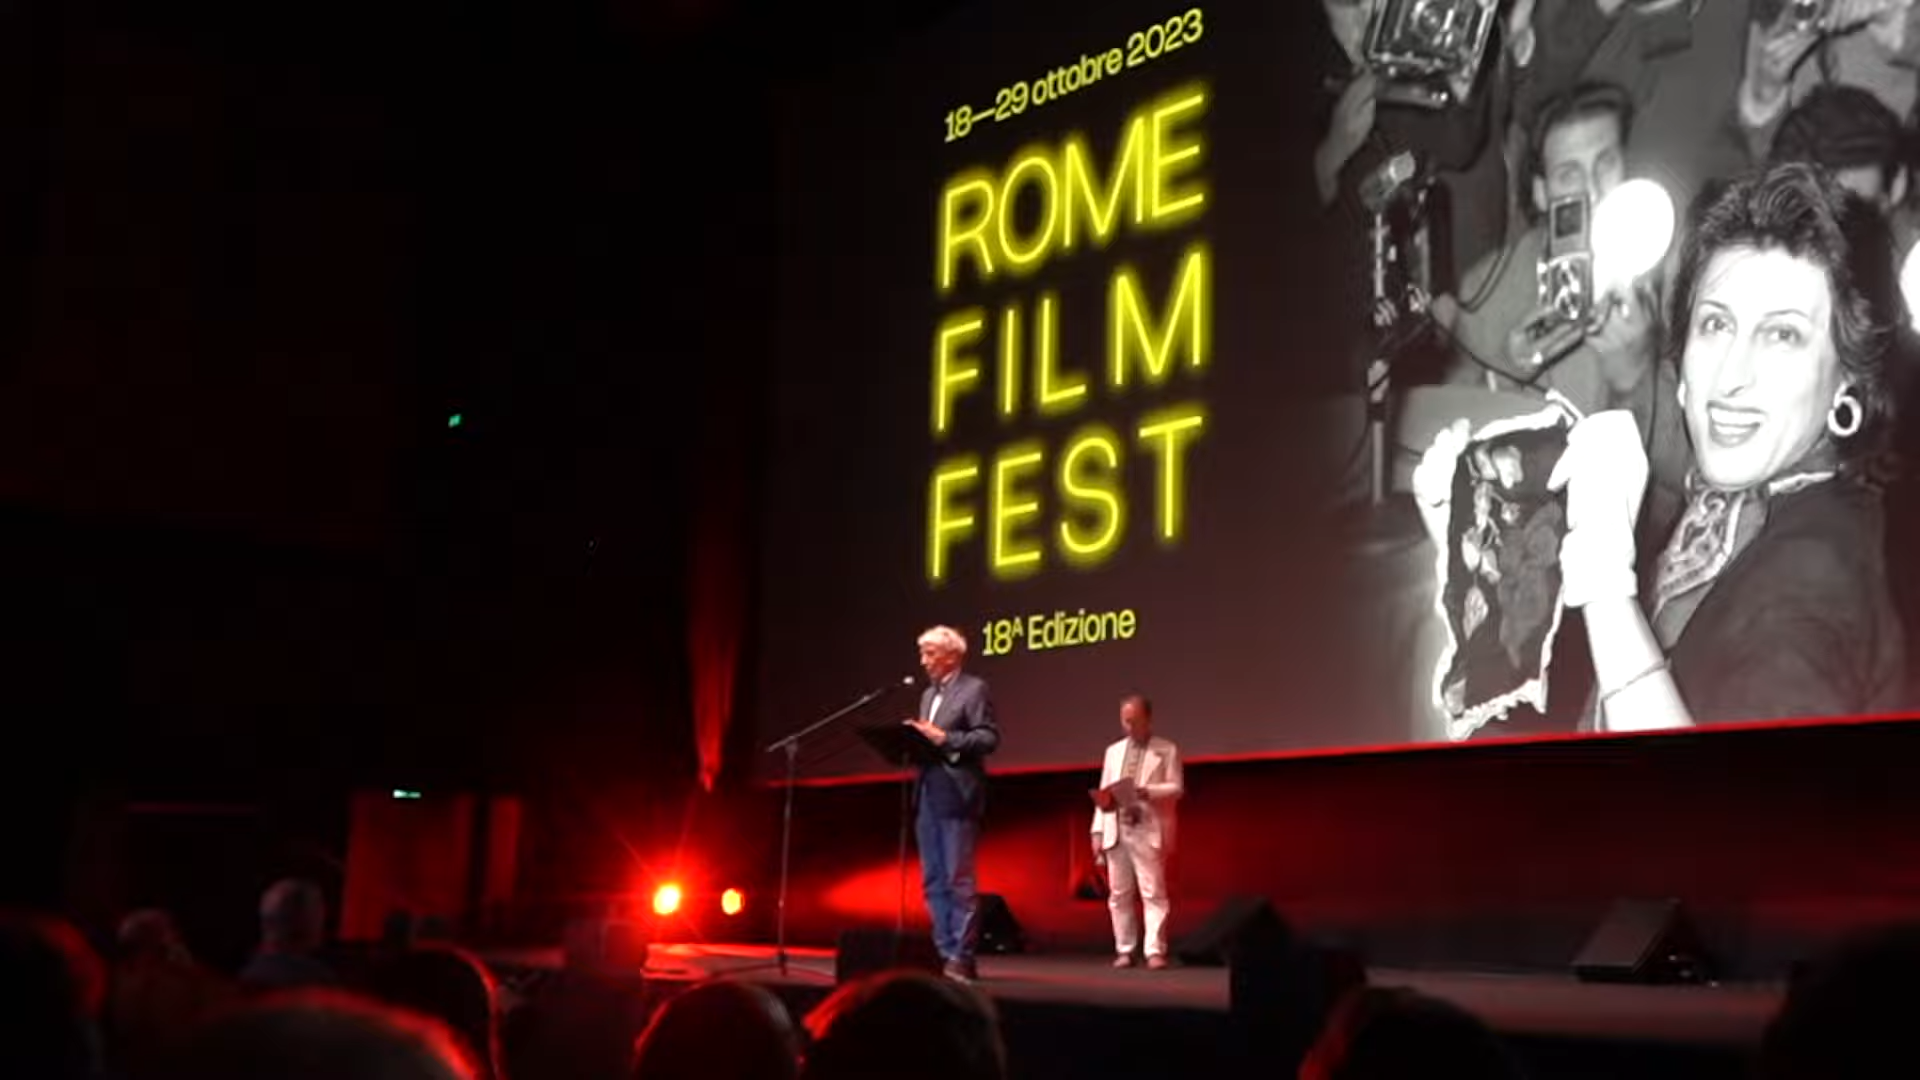 18—29 ottobre 2023
ROME
FILM
FEST
18ᴬ Edizione